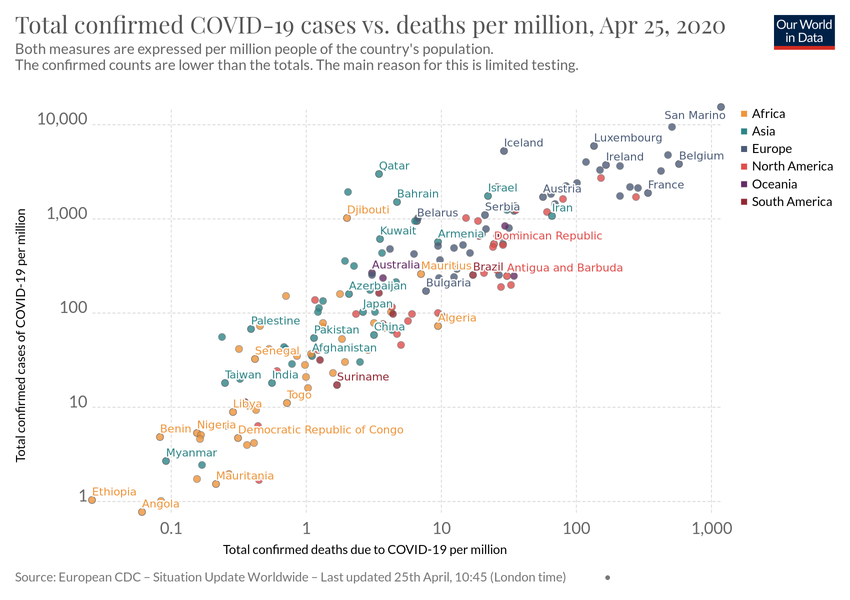 Total confirmed COVID-19 cases vs. deaths per million, Apr 25, 2020
Our World
in Data
Both measures are expressed per million people of the country's population.
The confirmed counts are lower than the totals. The main reason for this is limited testing.
Total confirmed cases of COVID-19 per million
10,000
1,000
100
10
1
San Marino
Iceland
Luxembourg
Ireland
Belgium
Qatar
Bahrain
Israel
Austria
France
Djibouti
Belarus
Serbia
Iran
Kuwait
Armenia
Dominican Republic
Australia
Mauritius
Brazil
Antigua and Barbuda
Azerbaijan
Bulgaria
Japan
Palestine
Pakistan
China
Algeria
Senegal
Afghanistan
Taiwan
India
Suriname
Libya
Togo
Benin
Nigeria
Democratic Republic of Congo
Myanmar
Mauritania
Ethiopia
Angola
0.1
1
10
100
1,000
Total confirmed deaths due to COVID-19 per million
Africa
Asia
Europe
North America
Oceania
South America
Source: European CDC – Situation Update Worldwide – Last updated 25th April, 10:45 (London time)